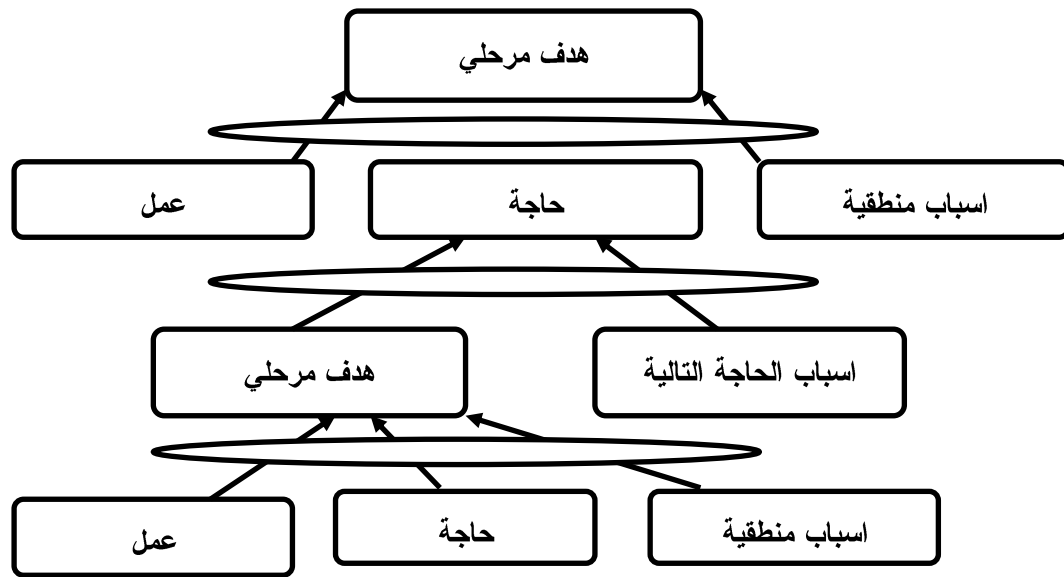 هدف مرحلي
اسباب منطقية
حاجة
عمل
اسباب الحاجة التالية
هدف مرحلي
اسباب منطقية
حاجة
عمل